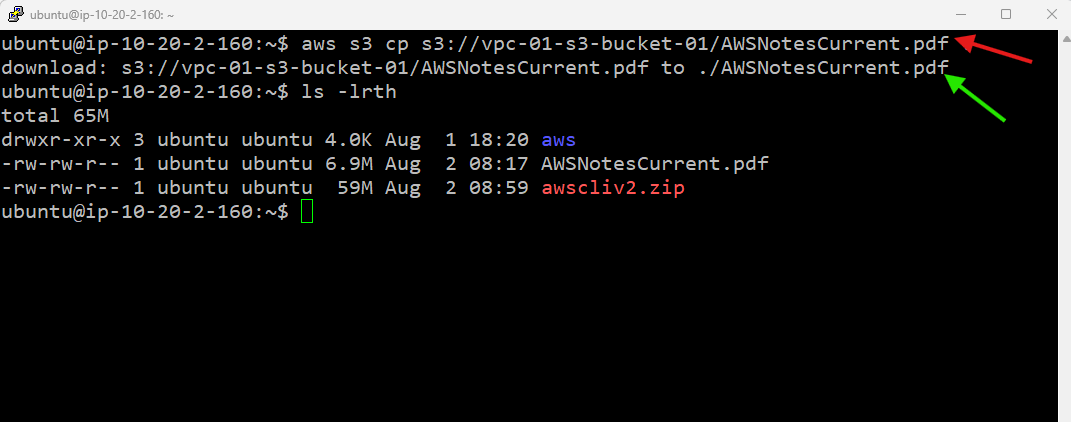 ubuntu@ip-10-20-2-160: ~
ubuntu@ip-10-20-2-160:~$ aws s3 cp s3://vpc-01-s3-bucket-01/AWSNotesCurrent.pdf
download: s3://vpc-01-s3-bucket-01/AWSNotesCurrent.pdf to ./AWSNotesCurrent.pdf
ubuntu@ip-10-20-2-160:~$ ls -lrth
total 65M
drwxr-xr-x 3 ubuntu ubuntu 4.0K Aug  1 18:20 aws
-rw-rw-r-- 1 ubuntu ubuntu 6.9M Aug  2 08:17 AWSNotesCurrent.pdf
-rw-rw-r-- 1 ubuntu ubuntu  59M Aug  2 08:59 awscliv2.zip
ubuntu@ip-10-20-2-160:~$